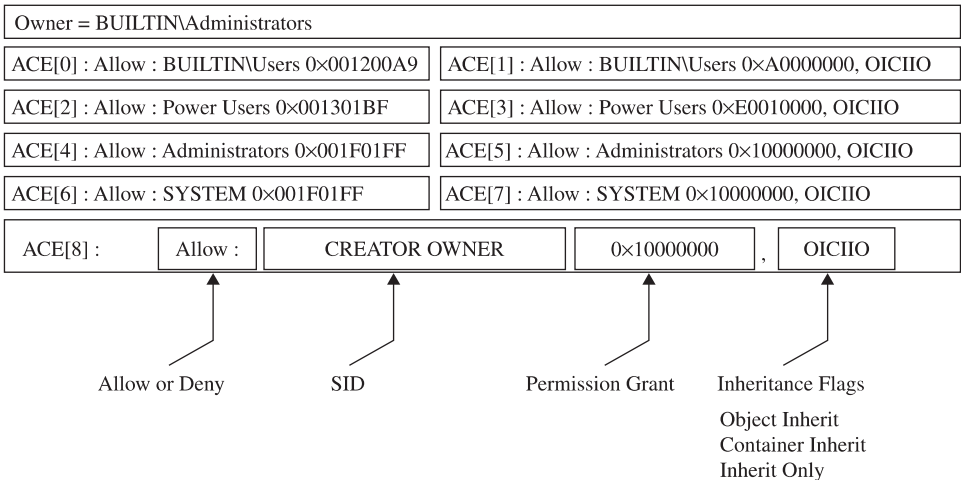 Owner = BUILTIN\Administrators
ACE[0] : Allow : BUILTIN\Users 0×001200A9
ACE[1] : Allow : BUILTIN\Users 0×A0000000, OICIIO
ACE[2] : Allow : Power Users 0×001301BF
ACE[3] : Allow : Power Users 0×E0010000, OICIIO
ACE[4] : Allow : Administrators 0×001F01FF
ACE[5] : Allow : Administrators 0×10000000, OICIIO
ACE[6] : Allow : SYSTEM 0×001F01FF
ACE[7] : Allow : SYSTEM 0×10000000, OICIIO
ACE[8] : Allow : CREATOR OWNER 0×10000000 , OICIIO
Allow or Deny SID Permission Grant Inheritance Flags
Object Inherit
Container Inherit
Inherit Only